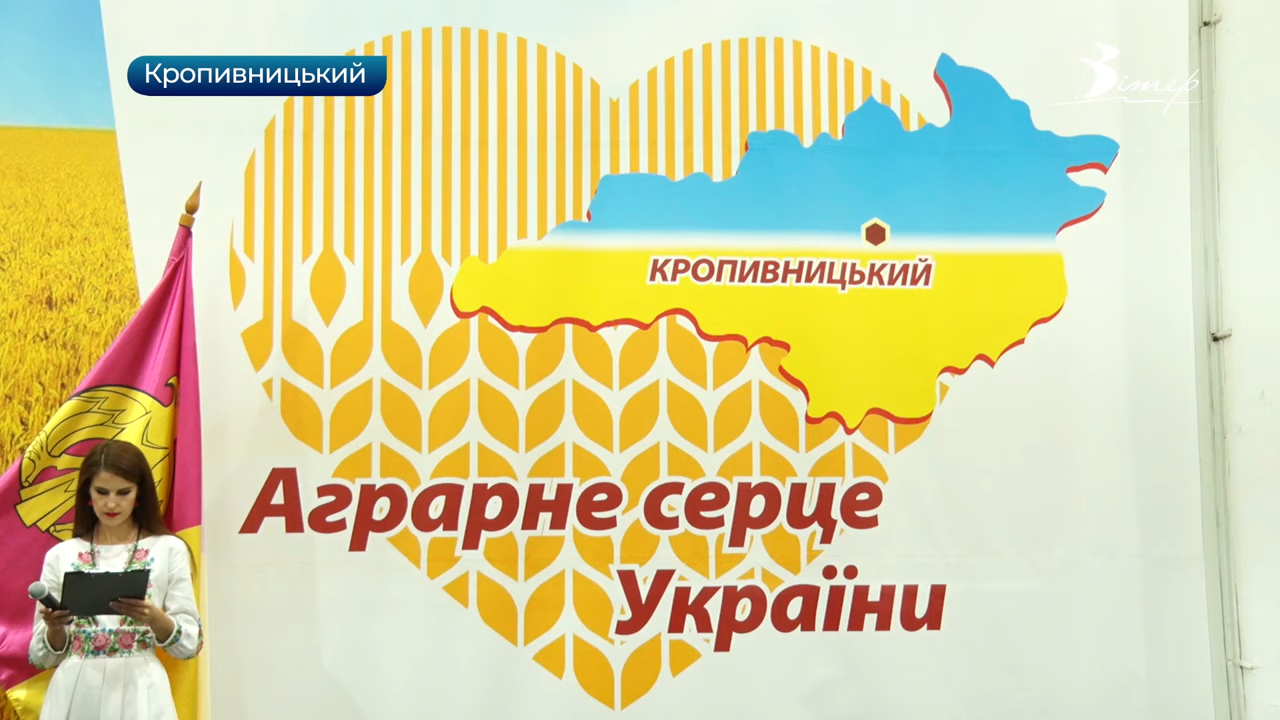 Кропивницький
Вітер
КРОПИВНИЦЬКИЙ
Аграрне серце
України